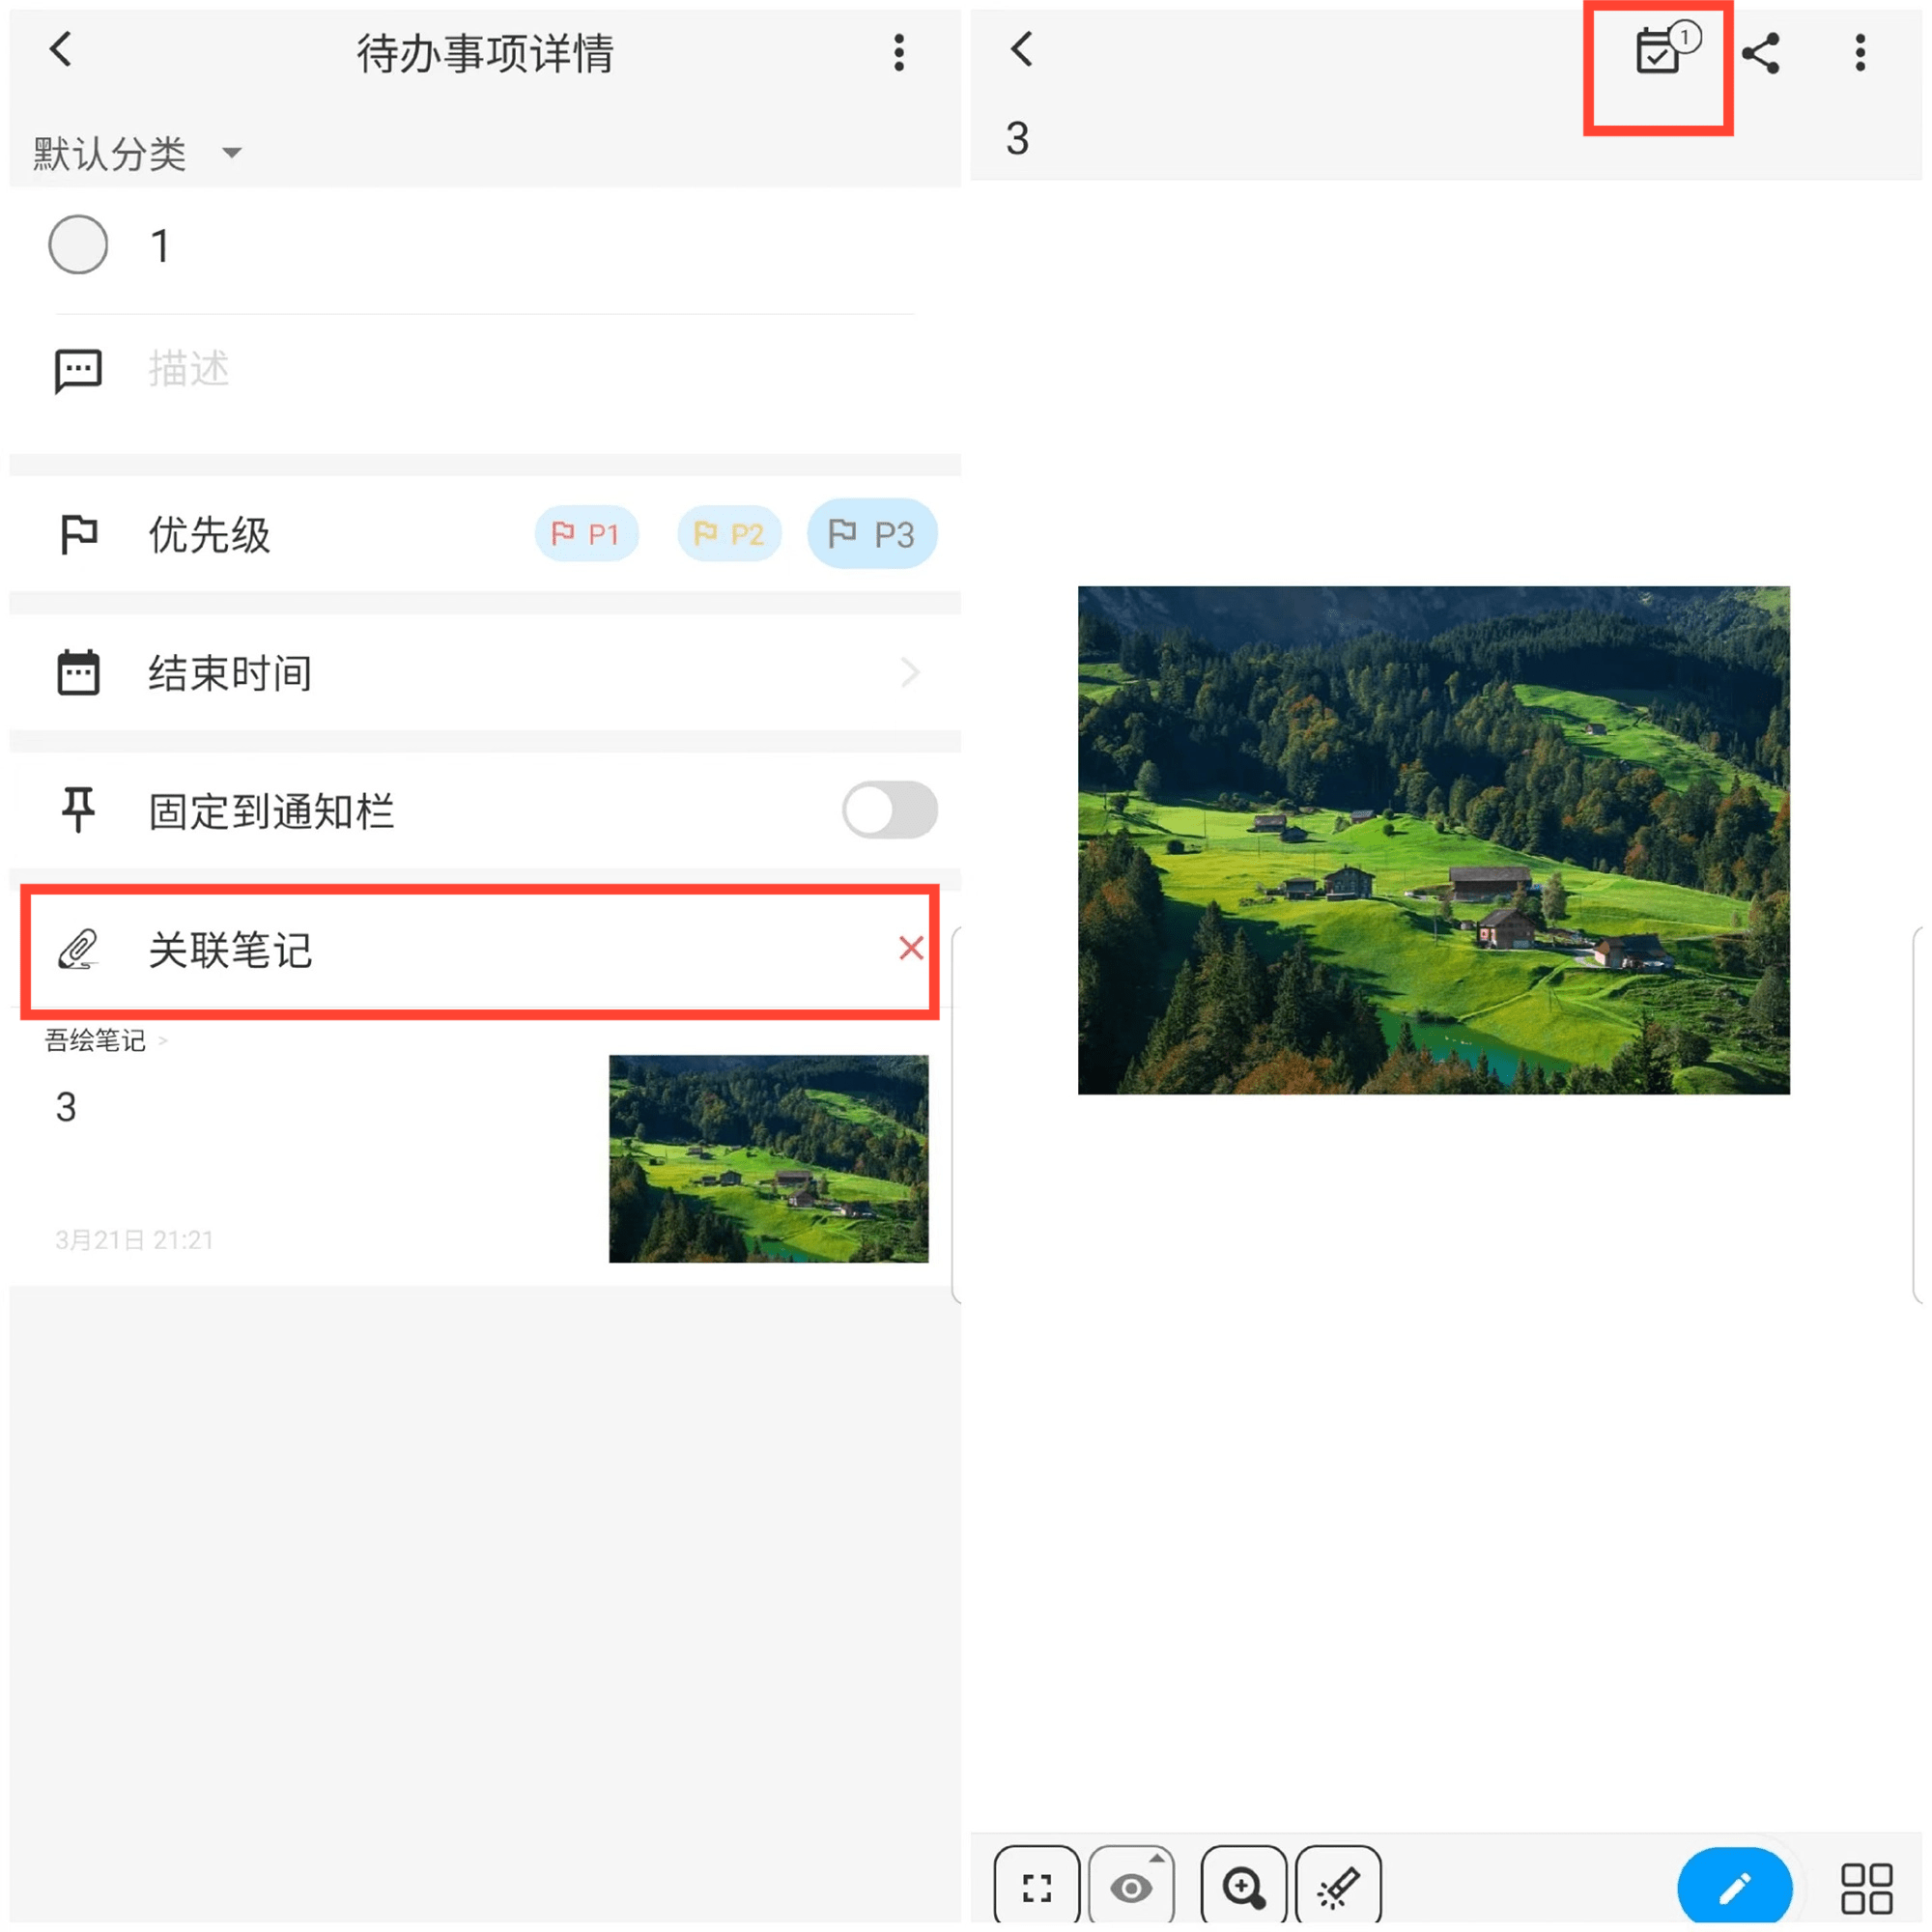 待办事项详情
默认分类
1
描述
优先级 P1 P2 P3
结束时间
固定到通知栏
关联笔记
吾绘笔记 >
3
3月21日 21:21
1
3